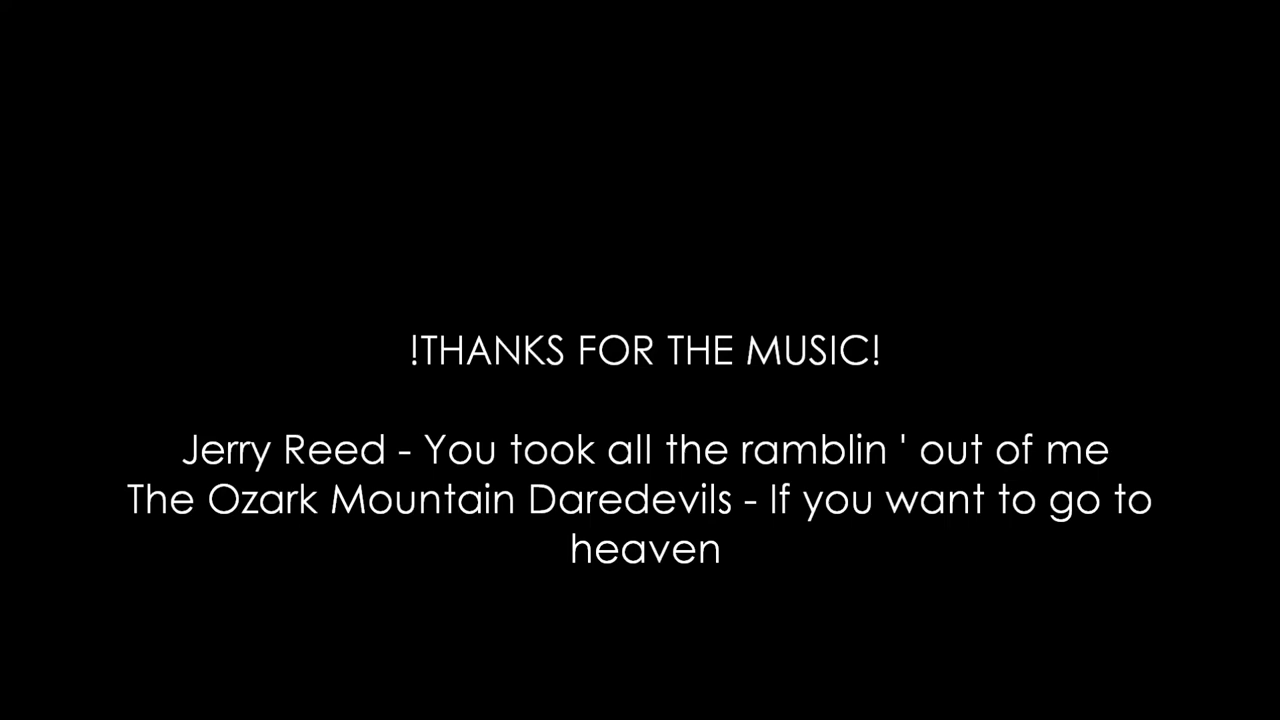 !THANKS FOR THE MUSIC!
Jerry Reed - You took all the ramblin ' out of me
The Ozark Mountain Daredevils - If you want to go to
heaven